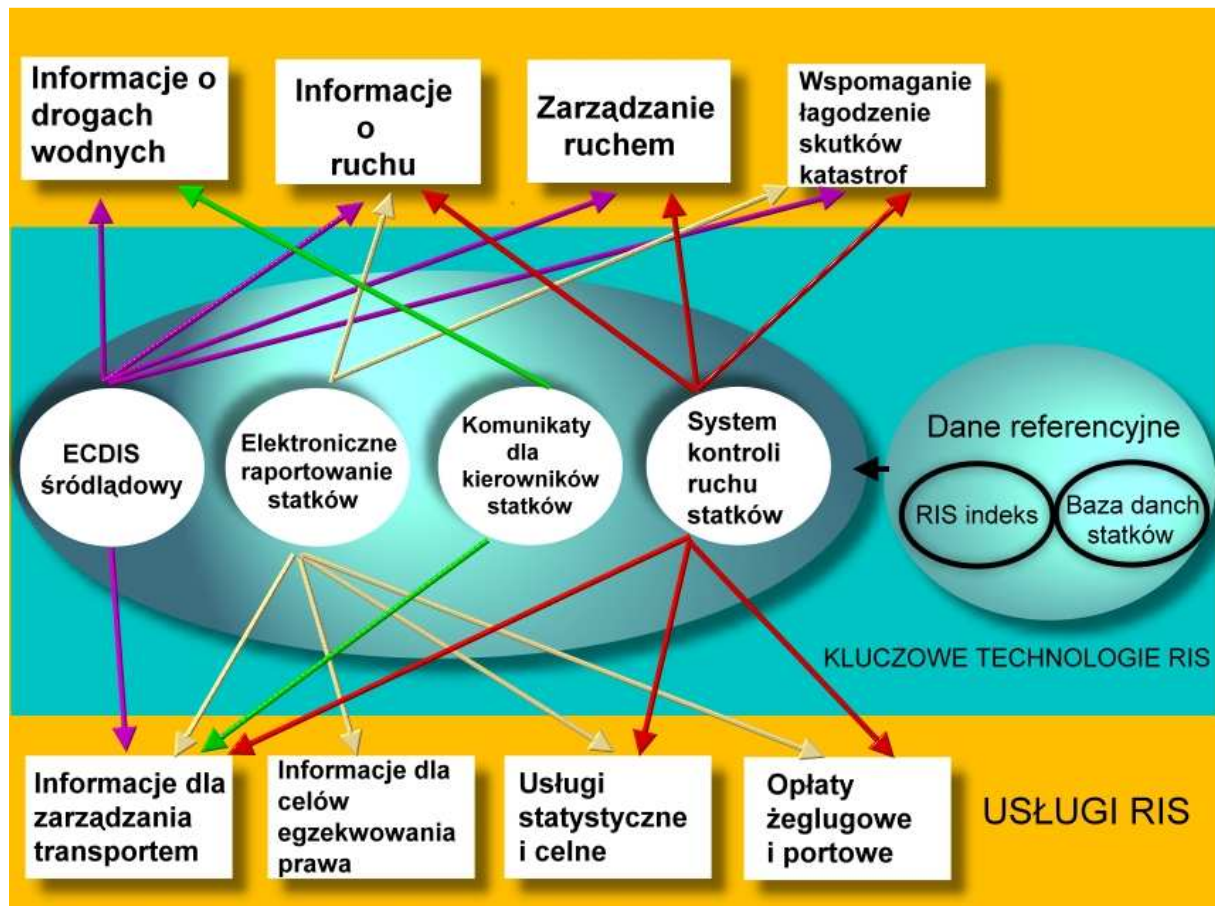 Informacje o
drogach
wodnych
Informacje
o
ruchu
Zarządzanie
ruchem
Wspomaganie
łagodzenie
skutków
katastrof
ECDIS
śródlądowy
Elektroniczne
raportowanie
statków
Komunikaty
dla
kierowników
statków
System
kontroli
ruchu
statków
Dane referencyjne
RIS indeks
Baza danch
statków
KLUCZOWE TECHNOLOGIE RIS
Informacje dla
zarządzania
transportem
Informacje dla
celów
egzekwowania
prawa
Usługi
statystyczne
i celne
Opłaty
żeglugowe
i portowe
USŁUGI RIS